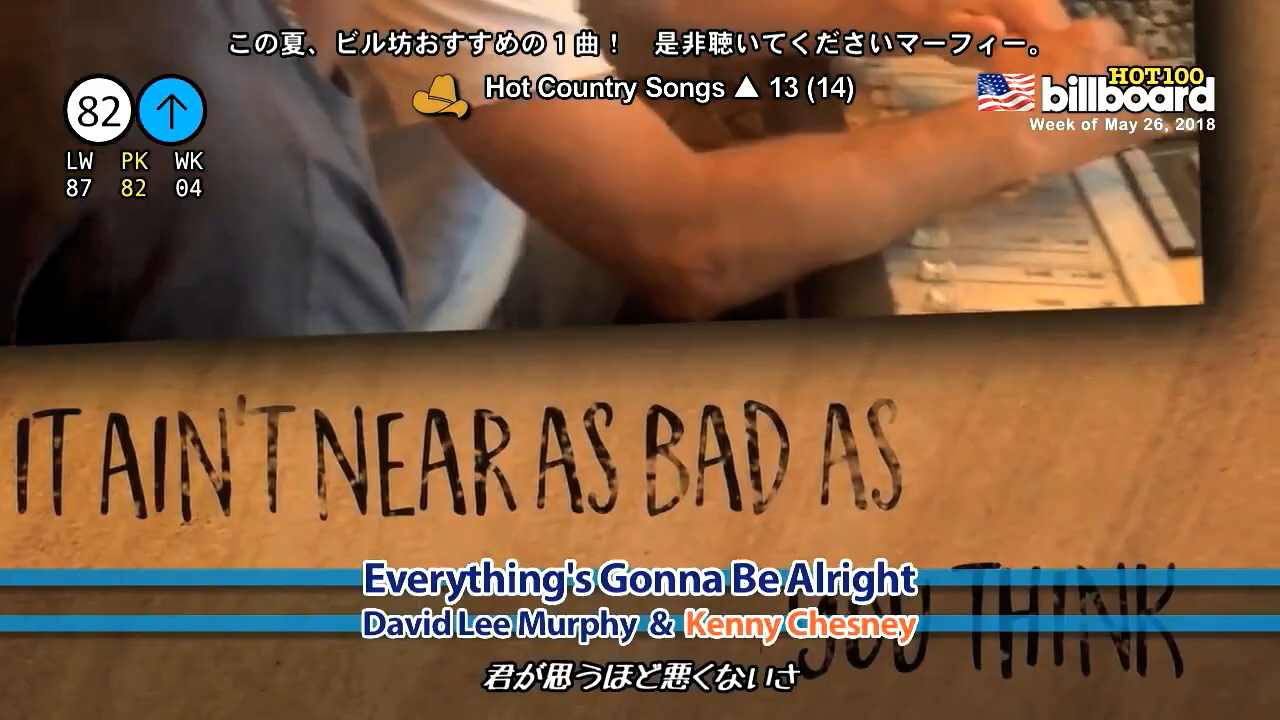 この夏、ビル坊おすすめの１曲！　是非聴いてくださいマーフィー。
82 ↑
LW PK WK
87 82 04
Hot Country Songs ▲ 13 (14)
HOT100
billboard
Week of May 26, 2018
IT AIN'T NEAR AS BAD AS
YOU THINK
Everything's Gonna Be Alright
David Lee Murphy & Kenny Chesney
君が思うほど悪くないさ